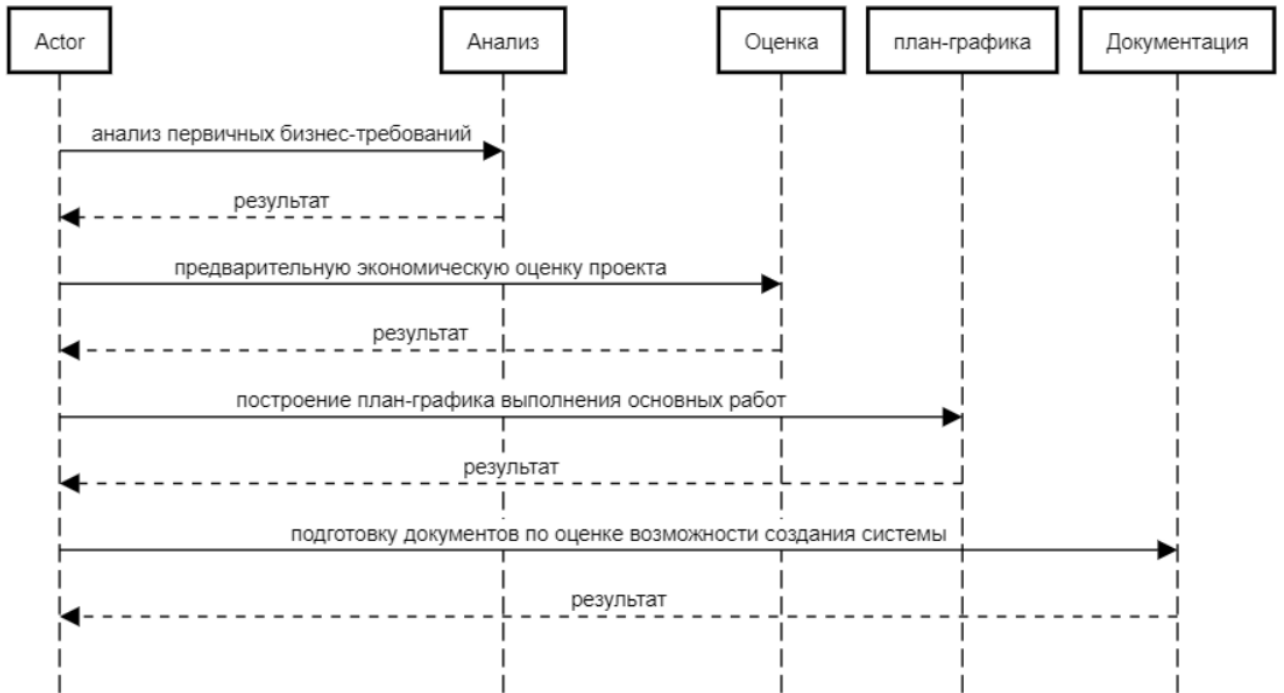 Actor
Анализ
Оценка
план-графика
Документация
анализ первичных бизнес-требований
результат
предварительную экономическую оценку проекта
результат
построение план-графика выполнения основных работ
результат
подготовку документов по оценке возможности создания системы
результат